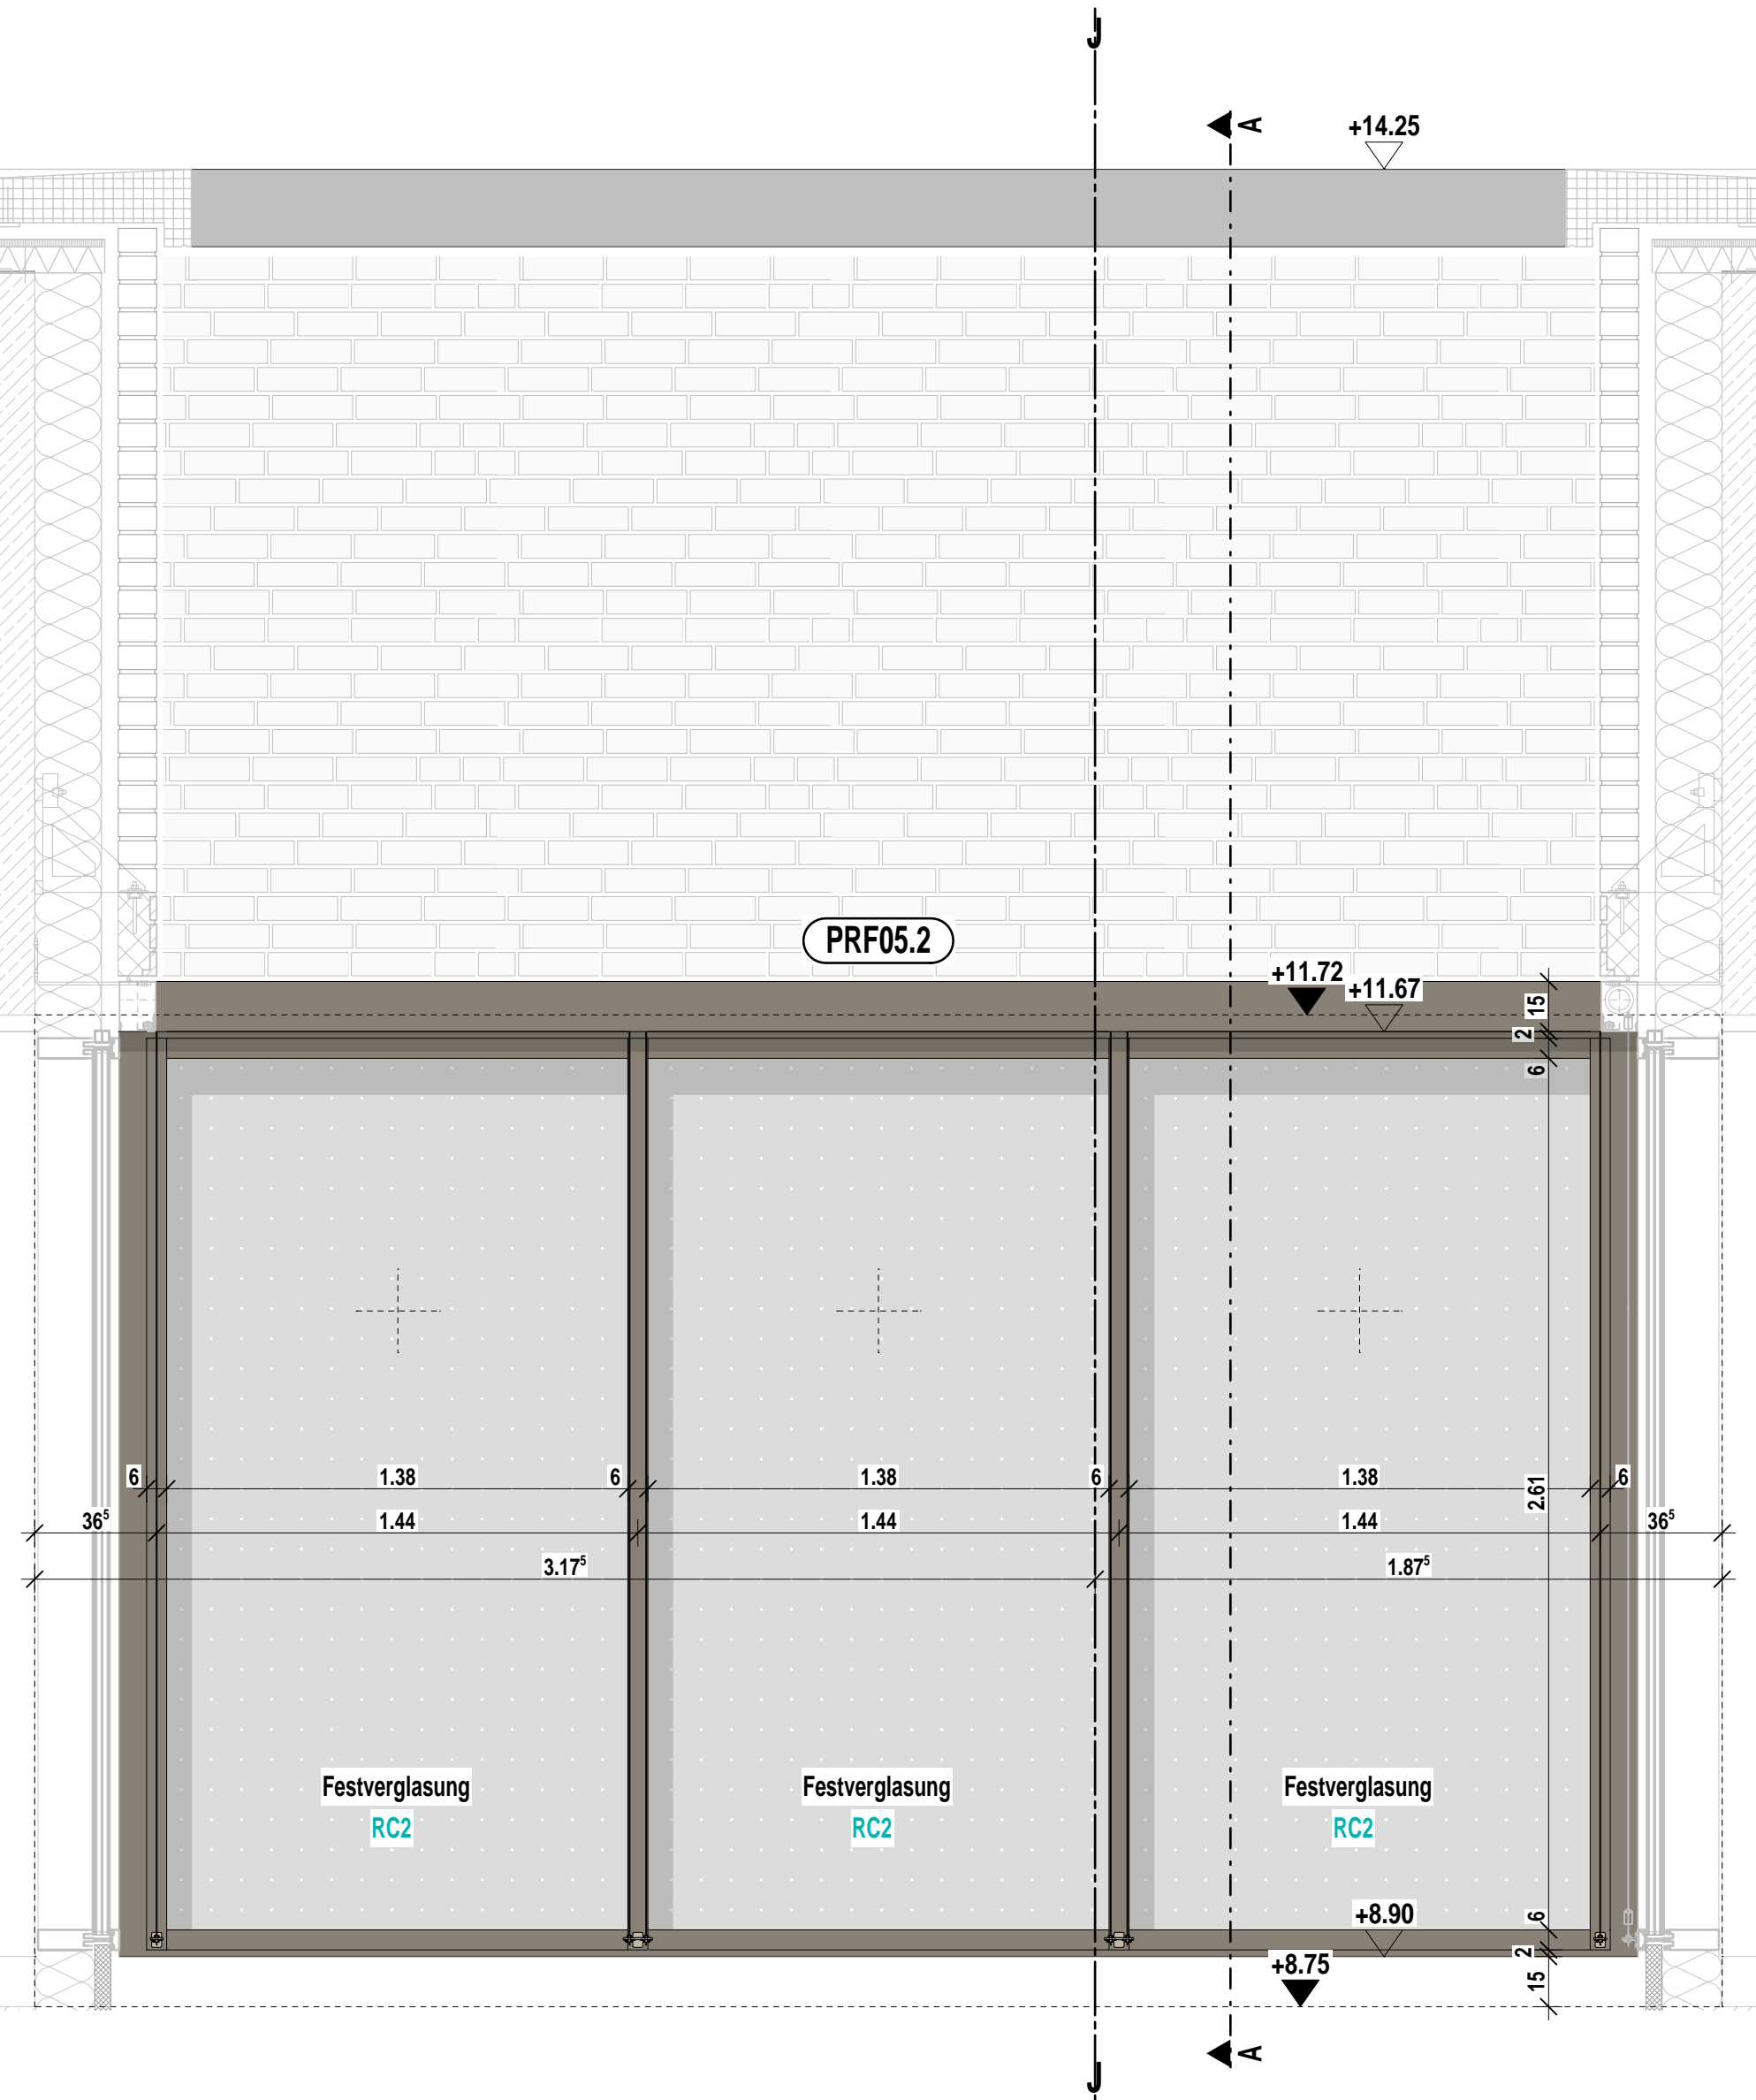 J
A
+14.25
PRF05.2
+11.72
+11.67
15
2
6
6
1.38
6
1.38
6
1.38
6
2.61
36⁵
1.44
1.44
1.44
36⁵
3.17⁵
1.87⁵
Festverglasung
Festverglasung
Festverglasung
RC2
RC2
RC2
+8.90
6
2
+8.75
15
A
J